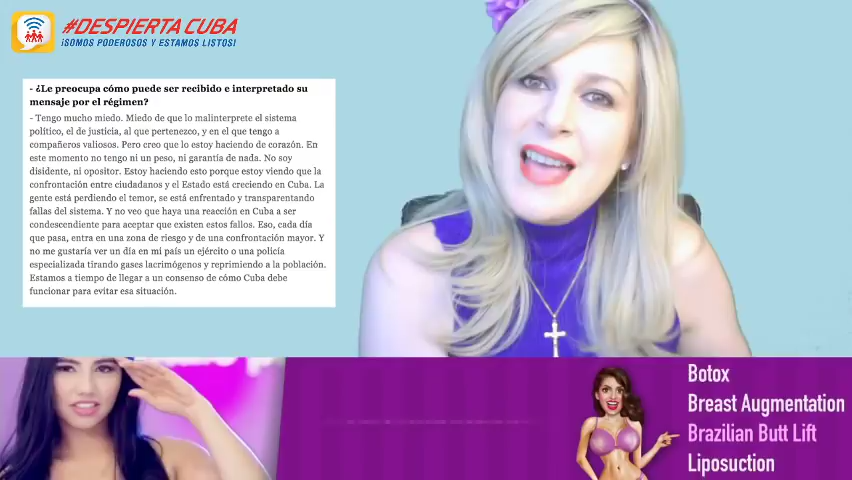 #DESPIERTA CUBA
¡SOMOS PODEROSOS Y ESTAMOS LISTOS!
- ¿Le preocupa cómo puede ser recibido e interpretado su
mensaje por el régimen?
- Tengo mucho miedo. Miedo de que lo malinterprete el sistema
político, el de justicia, al que pertenezco, y en el que tengo a
compañeros valiosos. Pero creo que lo estoy haciendo de corazón. En
este momento no tengo ni un peso, ni garantía de nada. No soy
disidente, ni opositor. Estoy haciendo esto porque estoy viendo que la
confrontación entre ciudadanos y el Estado está creciendo en Cuba. La
gente está perdiendo el temor, se está enfrentado y transparentando
fallas del sistema. Y no veo que haya una reacción en Cuba a ser
condescendiente para aceptar que existen estos fallos. Eso, cada día
que pasa, entra en una zona de riesgo y de una confrontación mayor. Y
no me gustaría ver un día en mi país un ejército o una policía
especializada tirando gases lacrimógenos y reprimiendo a la población.
Estamos a tiempo de llegar a un consenso de cómo Cuba debe
funcionar para evitar esa situación.
Botox
Breast Augmentation
Brazilian Butt Lift
Liposuction